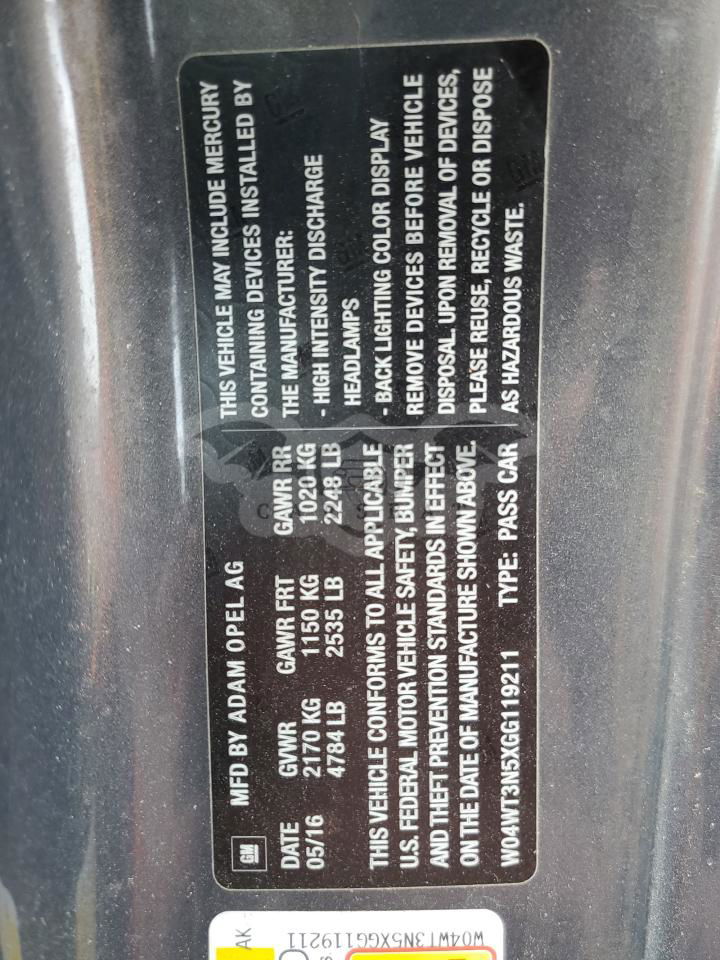 GM
MFD BY ADAM OPEL AG
DATE GVWR GAWR FRT GAWR RR
05/16 2170 KG 1150 KG 1020 KG
4784 LB 2535 LB 2248 LB
THIS VEHICLE CONFORMS TO ALL APPLICABLE
U.S. FEDERAL MOTOR VEHICLE SAFETY, BUMPER
AND THEFT PREVENTION STANDARDS IN EFFECT
ON THE DATE OF MANUFACTURE SHOWN ABOVE.
W04WT3N5XGG119211 TYPE: PASS CAR
THIS VEHICLE MAY INCLUDE MERCURY
CONTAINING DEVICES INSTALLED BY
THE MANUFACTURER:
- HIGH INTENSITY DISCHARGE
HEADLAMPS
- BACK LIGHTING COLOR DISPLAY
REMOVE DEVICES BEFORE VEHICLE
DISPOSAL UPON REMOVAL OF DEVICES,
PLEASE REUSE, RECYCLE OR DISPOSE
AS HAZARDOUS WASTE.
AK
W04WT3N5XGG119211